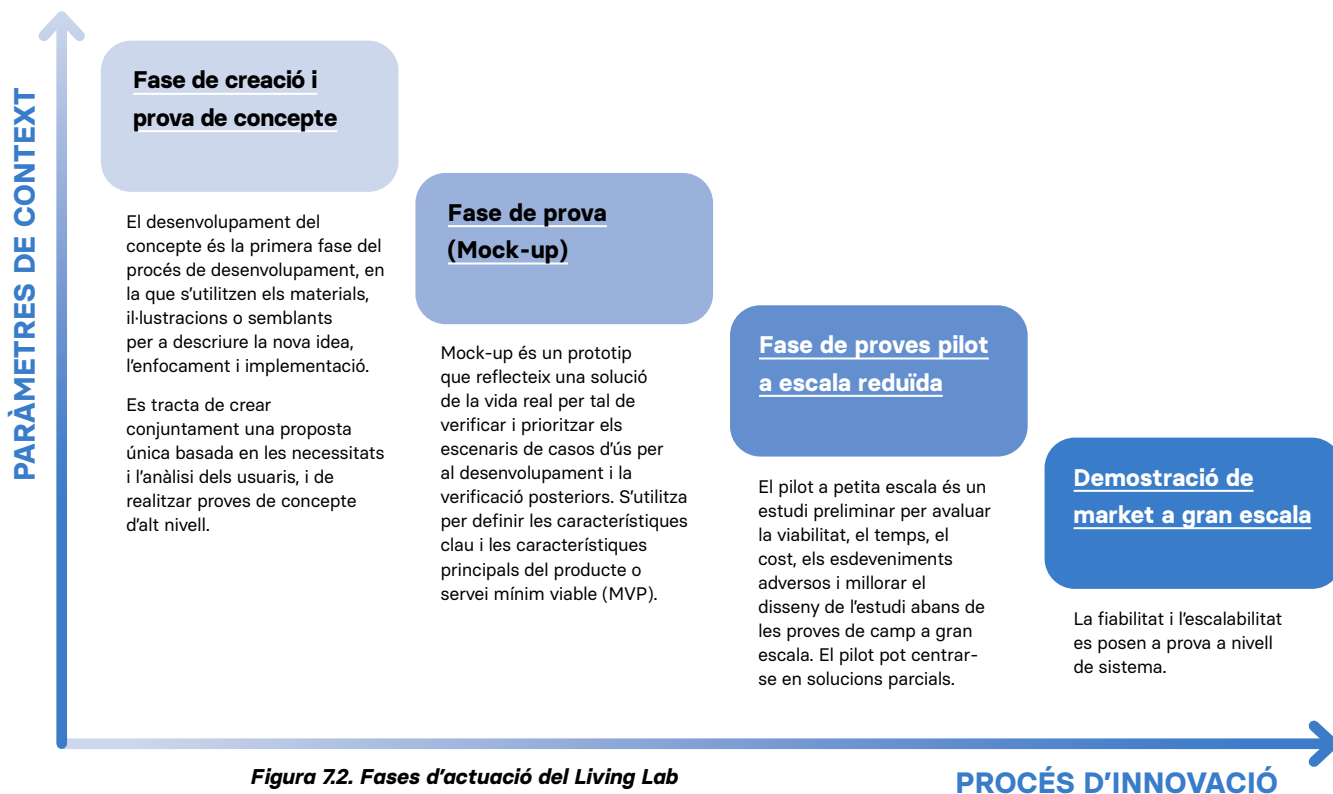 PARÀMETRES DE CONTEXT
Fase de creació i
prova de concepte
El desenvolupament del
concepte és la primera fase del
procés de desenvolupament, en
la que s’utilitzen els materials,
il·lustracions o semblants
per a descriure la nova idea,
l’enfocament i implementació.
Es tracta de crear
conjuntament una proposta
única basada en les necessitats
i l’anàlisi dels usuaris, i de
realitzar proves de concepte
d’alt nivell.
Fase de prova
(Mock-up)
Mock-up és un prototip
que reflecteix una solució
de la vida real per tal de
verificar i prioritzar els
escenaris de casos d’ús per
al desenvolupament i la
verificació posteriors. S’utilitza
per definir les característiques
clau i les característiques
principals del producte o
servei mínim viable (MVP).
Fase de proves pilot
a escala reduïda
El pilot a petita escala és un
estudi preliminar per avaluar
la viabilitat, el temps, el
cost, els esdeveniments
adversos i millorar el
disseny de l’estudi abans de
les proves de camp a gran
escala. El pilot pot centrar-
se en solucions parcials.
Demostració de
market a gran escala
La fiabilitat i l’escalabilitat
es posen a prova a nivell
de sistema.
Figura 7.2. Fases d’actuació del Living Lab
PROCÉS D’INNOVACIÓ